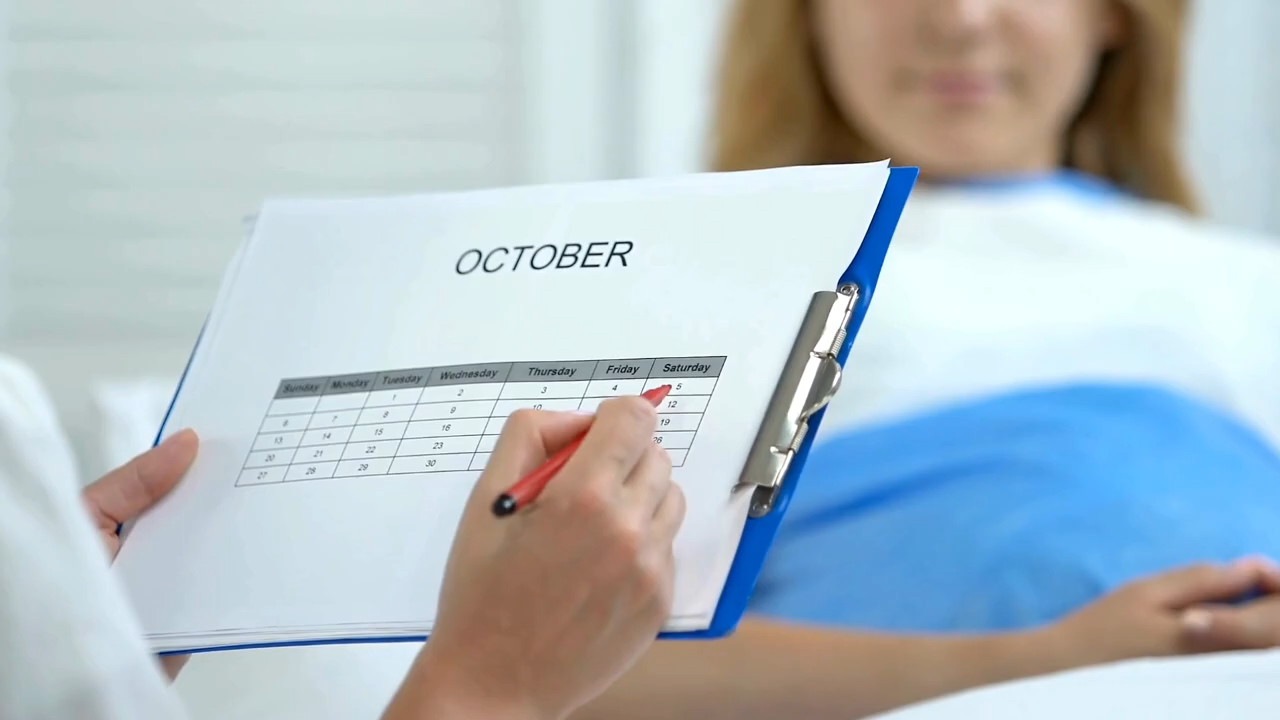 OCTOBER
Sunday Monday Tuesday Wednesday Thursday Friday Saturday
1 2 3 4 5
6 7 8 9 10 12
13 14 15 16 19
20 21 22 23 26
27 28 29 30